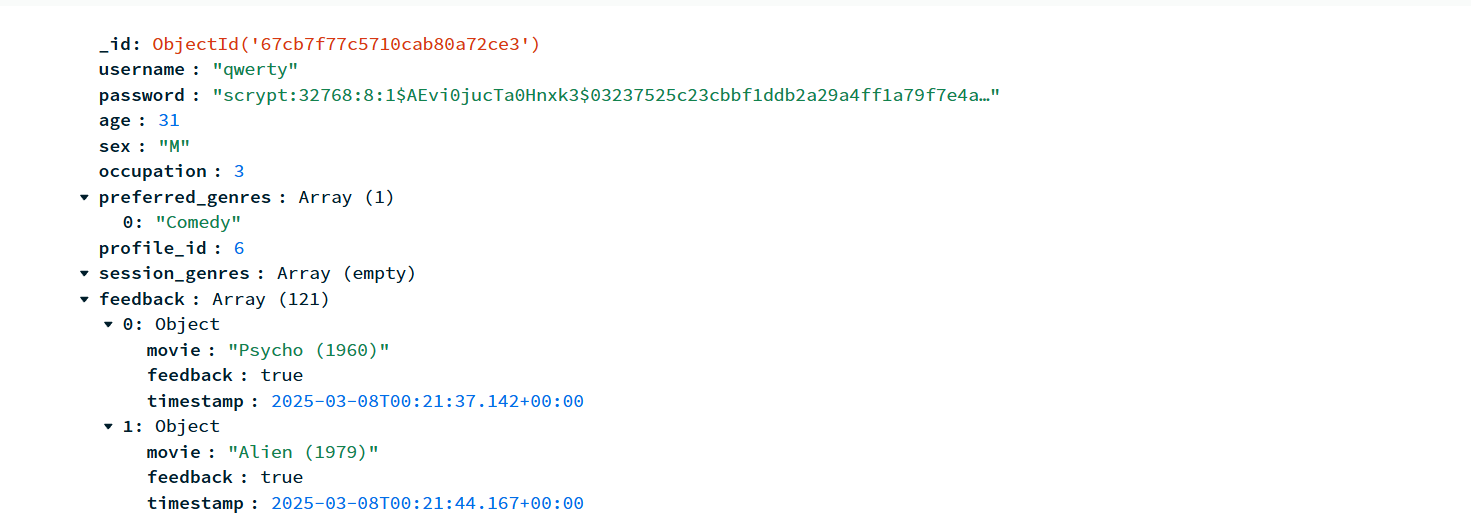 _id: ObjectId('67cb7f77c5710cab80a72ce3')
username : "qwerty"
password : "scrypt:32768:8:1$AEvi0jucTa0Hnxk3$03237525c23cbbf1ddb2a29a4ff1a79f7e4a…"
age : 31
sex : "M"
occupation : 3
preferred_genres : Array (1)
0: "Comedy"
profile_id : 6
session_genres : Array (empty)
feedback : Array (121)
0: Object
movie : "Psycho (1960)"
feedback : true
timestamp : 2025-03-08T00:21:37.142+00:00
1: Object
movie : "Alien (1979)"
feedback : true
timestamp : 2025-03-08T00:21:44.167+00:00